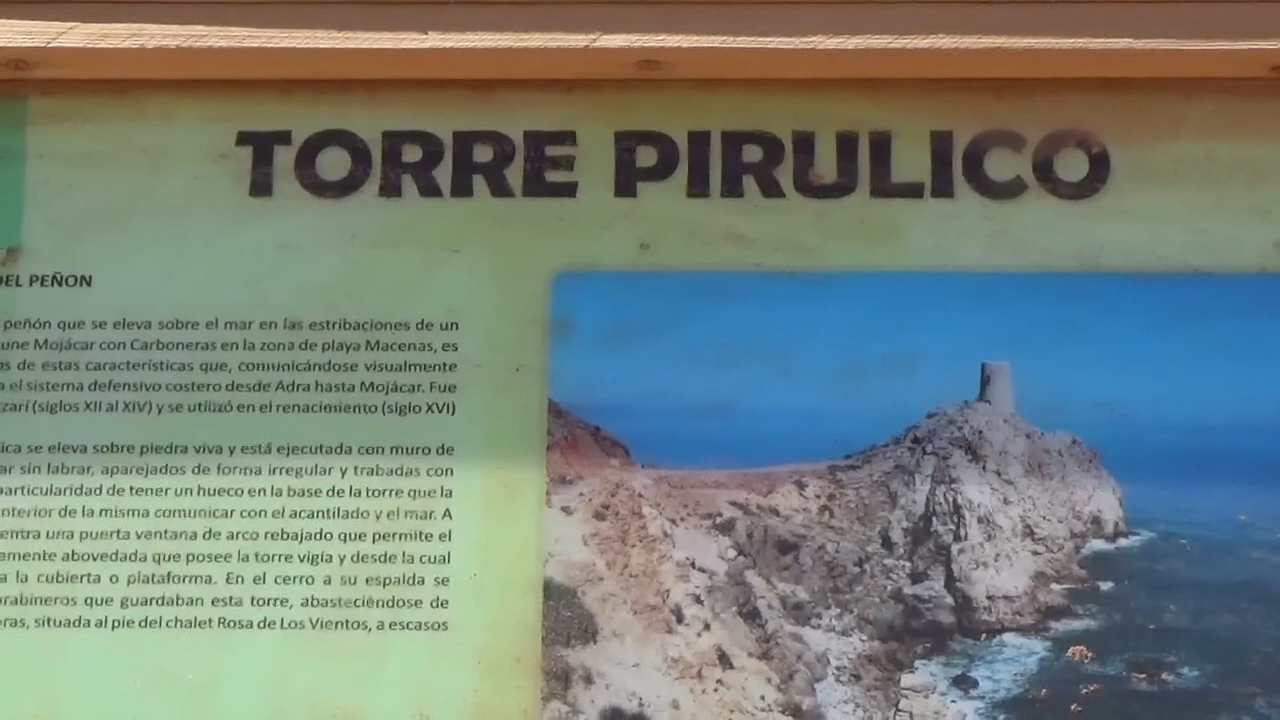 TORRE PIRULICO
DEL PEÑON
peñón que se eleva sobre el mar en las estribaciones de un
une Mojácar con Carboneras en la zona de playa Macenas, es
s de estas características que, comunicándose visualmente
a el sistema defensivo costero desde Adra hasta Mojácar. Fue
zarí (siglos XII al XIV) y se utilizó en el renacimiento (siglo XVI)
ica se eleva sobre piedra viva y está ejecutada con muro de
ar sin labrar, aparejados de forma irregular y trabadas con
particularidad de tener un hueco en la base de la torre que la
nterior de la misma comunicar con el acantilado y el mar. A
entra una puerta ventana de arco rebajado que permite el
amente abovedada que posee la torre vigía y desde la cual
a la cubierta o plataforma. En el cerro a su espalda se
arabineros que guardaban esta torre, abasteciéndose de
ras, situada al pie del chalet Rosa de Los Vientos, a escasos